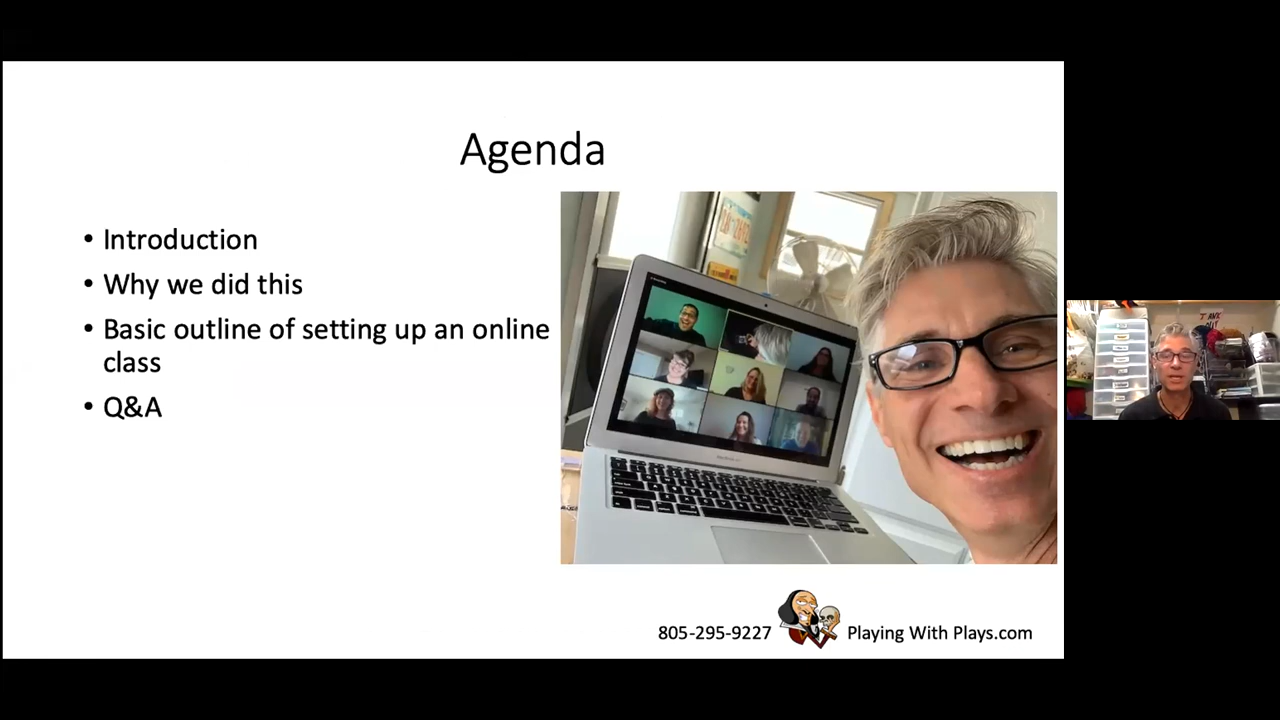 Agenda
• Introduction
• Why we did this
• Basic outline of setting up an online
class
• Q&A
805-295-9227
Playing With Plays.com